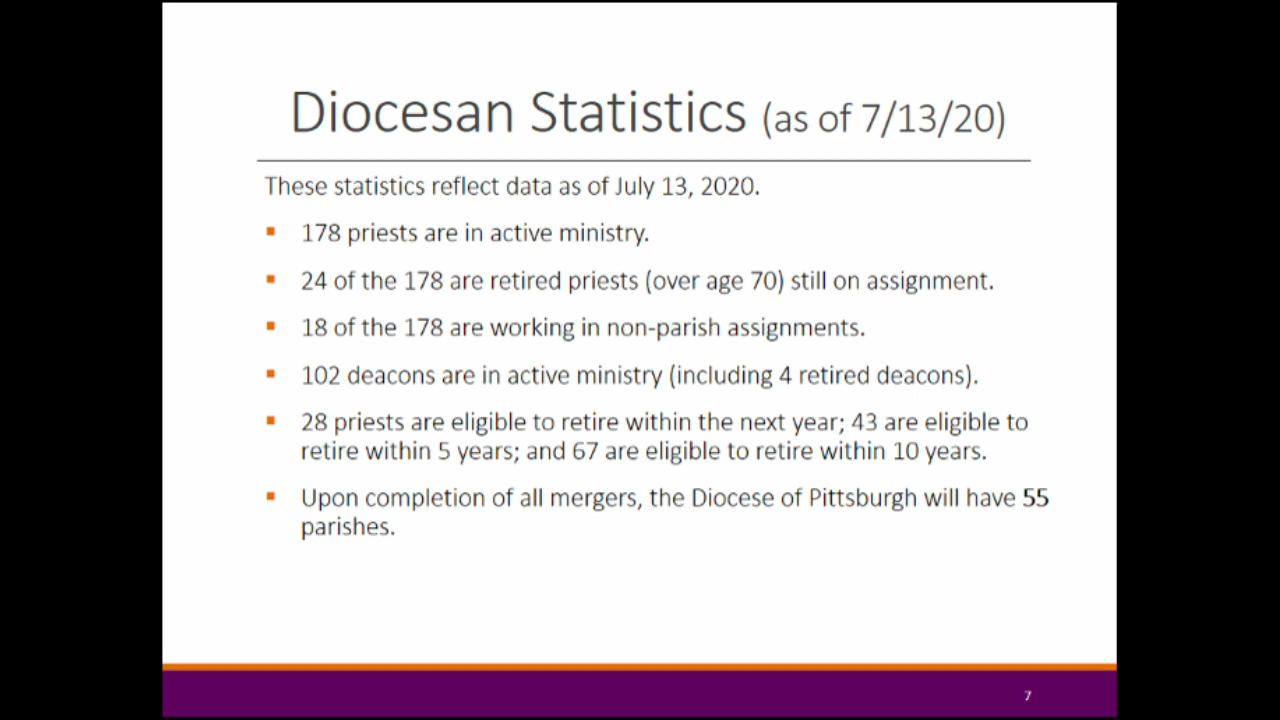 Diocesan Statistics (as of 7/13/20)
These statistics reflect data as of July 13, 2020.
▪ 178 priests are in active ministry.
▪ 24 of the 178 are retired priests (over age 70) still on assignment.
▪ 18 of the 178 are working in non-parish assignments.
▪ 102 deacons are in active ministry (including 4 retired deacons).
▪ 28 priests are eligible to retire within the next year; 43 are eligible to
retire within 5 years; and 67 are eligible to retire within 10 years.
▪ Upon completion of all mergers, the Diocese of Pittsburgh will have 55
parishes.
7